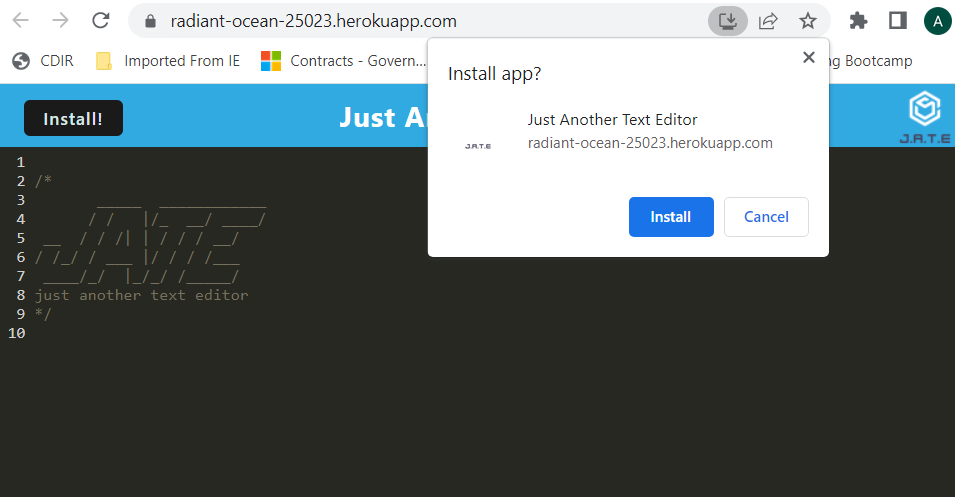 radiant-ocean-25023.herokuapp.com
A
CDIR
Imported From IE
Contracts - Govern...
ng Bootcamp
Install app?
Just Another Text Editor
radiant-ocean-25023.herokuapp.com
J.A.T.E
Install
Cancel
Install!
Just A
J.A.T.E
1
2 /*
3        _____  ____________
4       / /   |/_  __/ ____/
5  __  / / /| | / / / __/
6 / /_/ / ___ |/ / / /___
7  ____/_/  |_/_/ /_____/
8 just another text editor
9 */
10